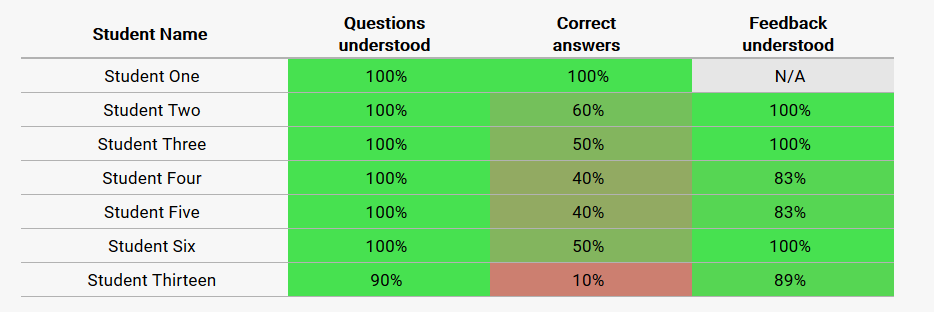 Student Name Questions understood Correct answers Feedback understood
Student One 100% 100% N/A
Student Two 100% 60% 100%
Student Three 100% 50% 100%
Student Four 100% 40% 83%
Student Five 100% 40% 83%
Student Six 100% 50% 100%
Student Thirteen 90% 10% 89%